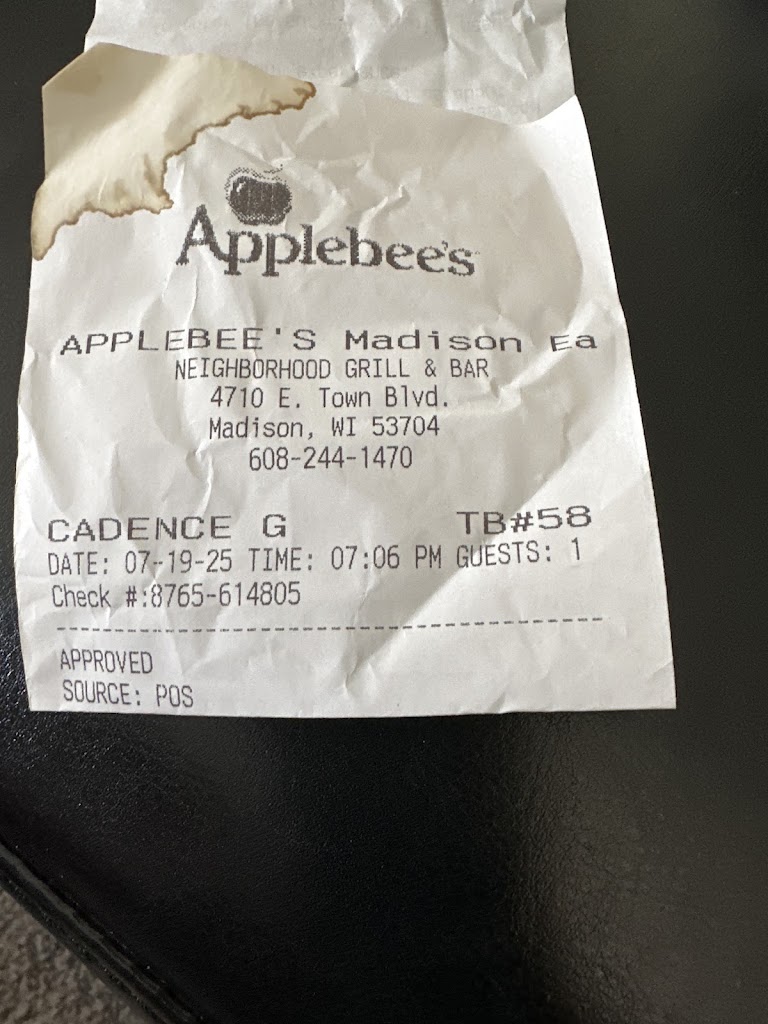 Applebee's
APPLEBEE'S Madison Ea
NEIGHBORHOOD GRILL & BAR
4710 E. Town Blvd.
Madison, WI 53704
608-244-1470
CADENCE G TB#58
DATE: 07-19-25 TIME: 07:06 PM GUESTS: 1
Check #:8765-614805
APPROVED
SOURCE: POS